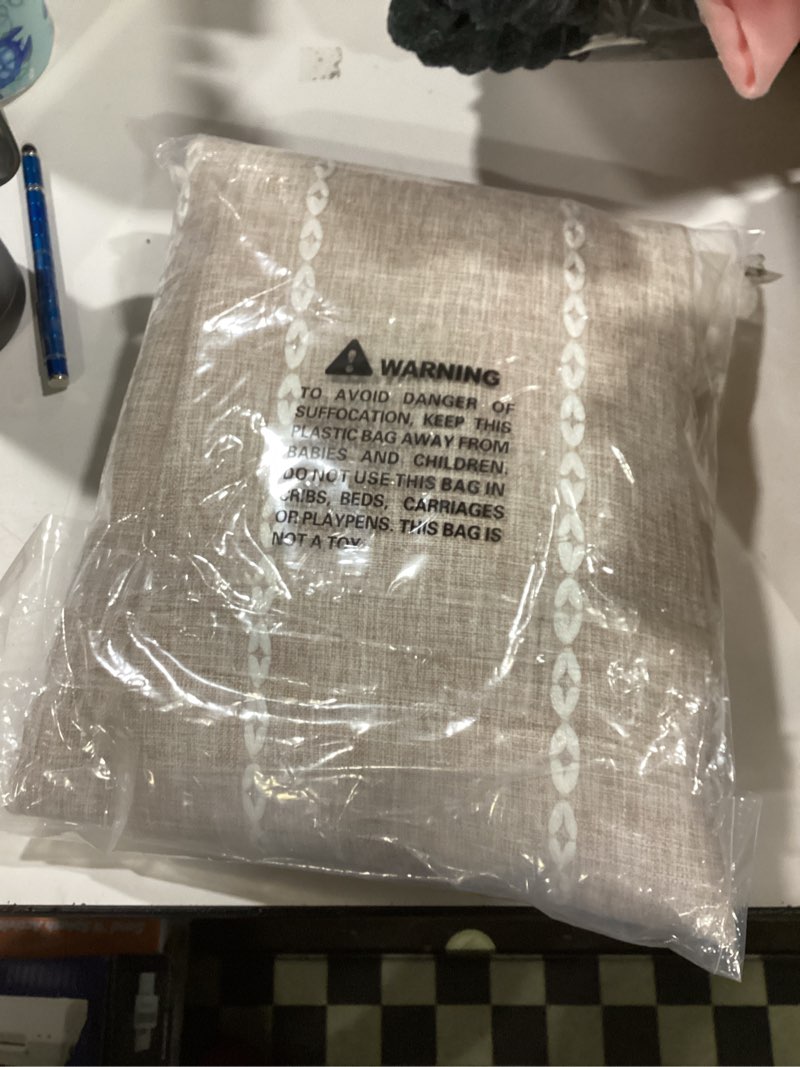 WARNING
TO AVOID DANGER OF
SUFFOCATION, KEEP THIS
PLASTIC BAG AWAY FROM
BABIES AND CHILDREN.
DO NOT USE THIS BAG IN
CRIBS, BEDS, CARRIAGES
OR PLAYPENS. THIS BAG IS
NOT A TOY.